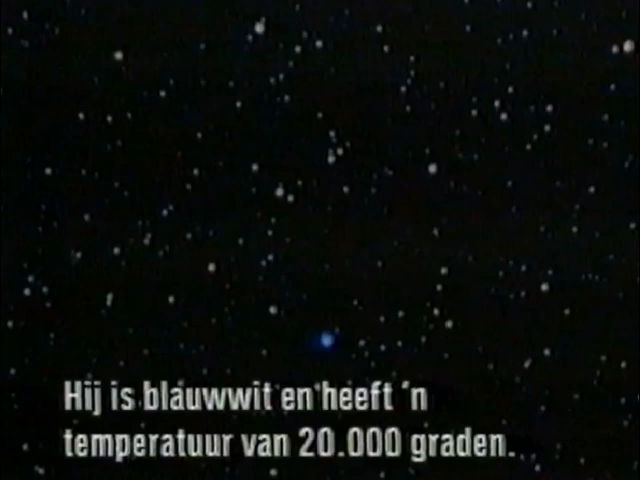 Hij is blauwwit en heeft 'n
temperatuur van 20.000 graden.